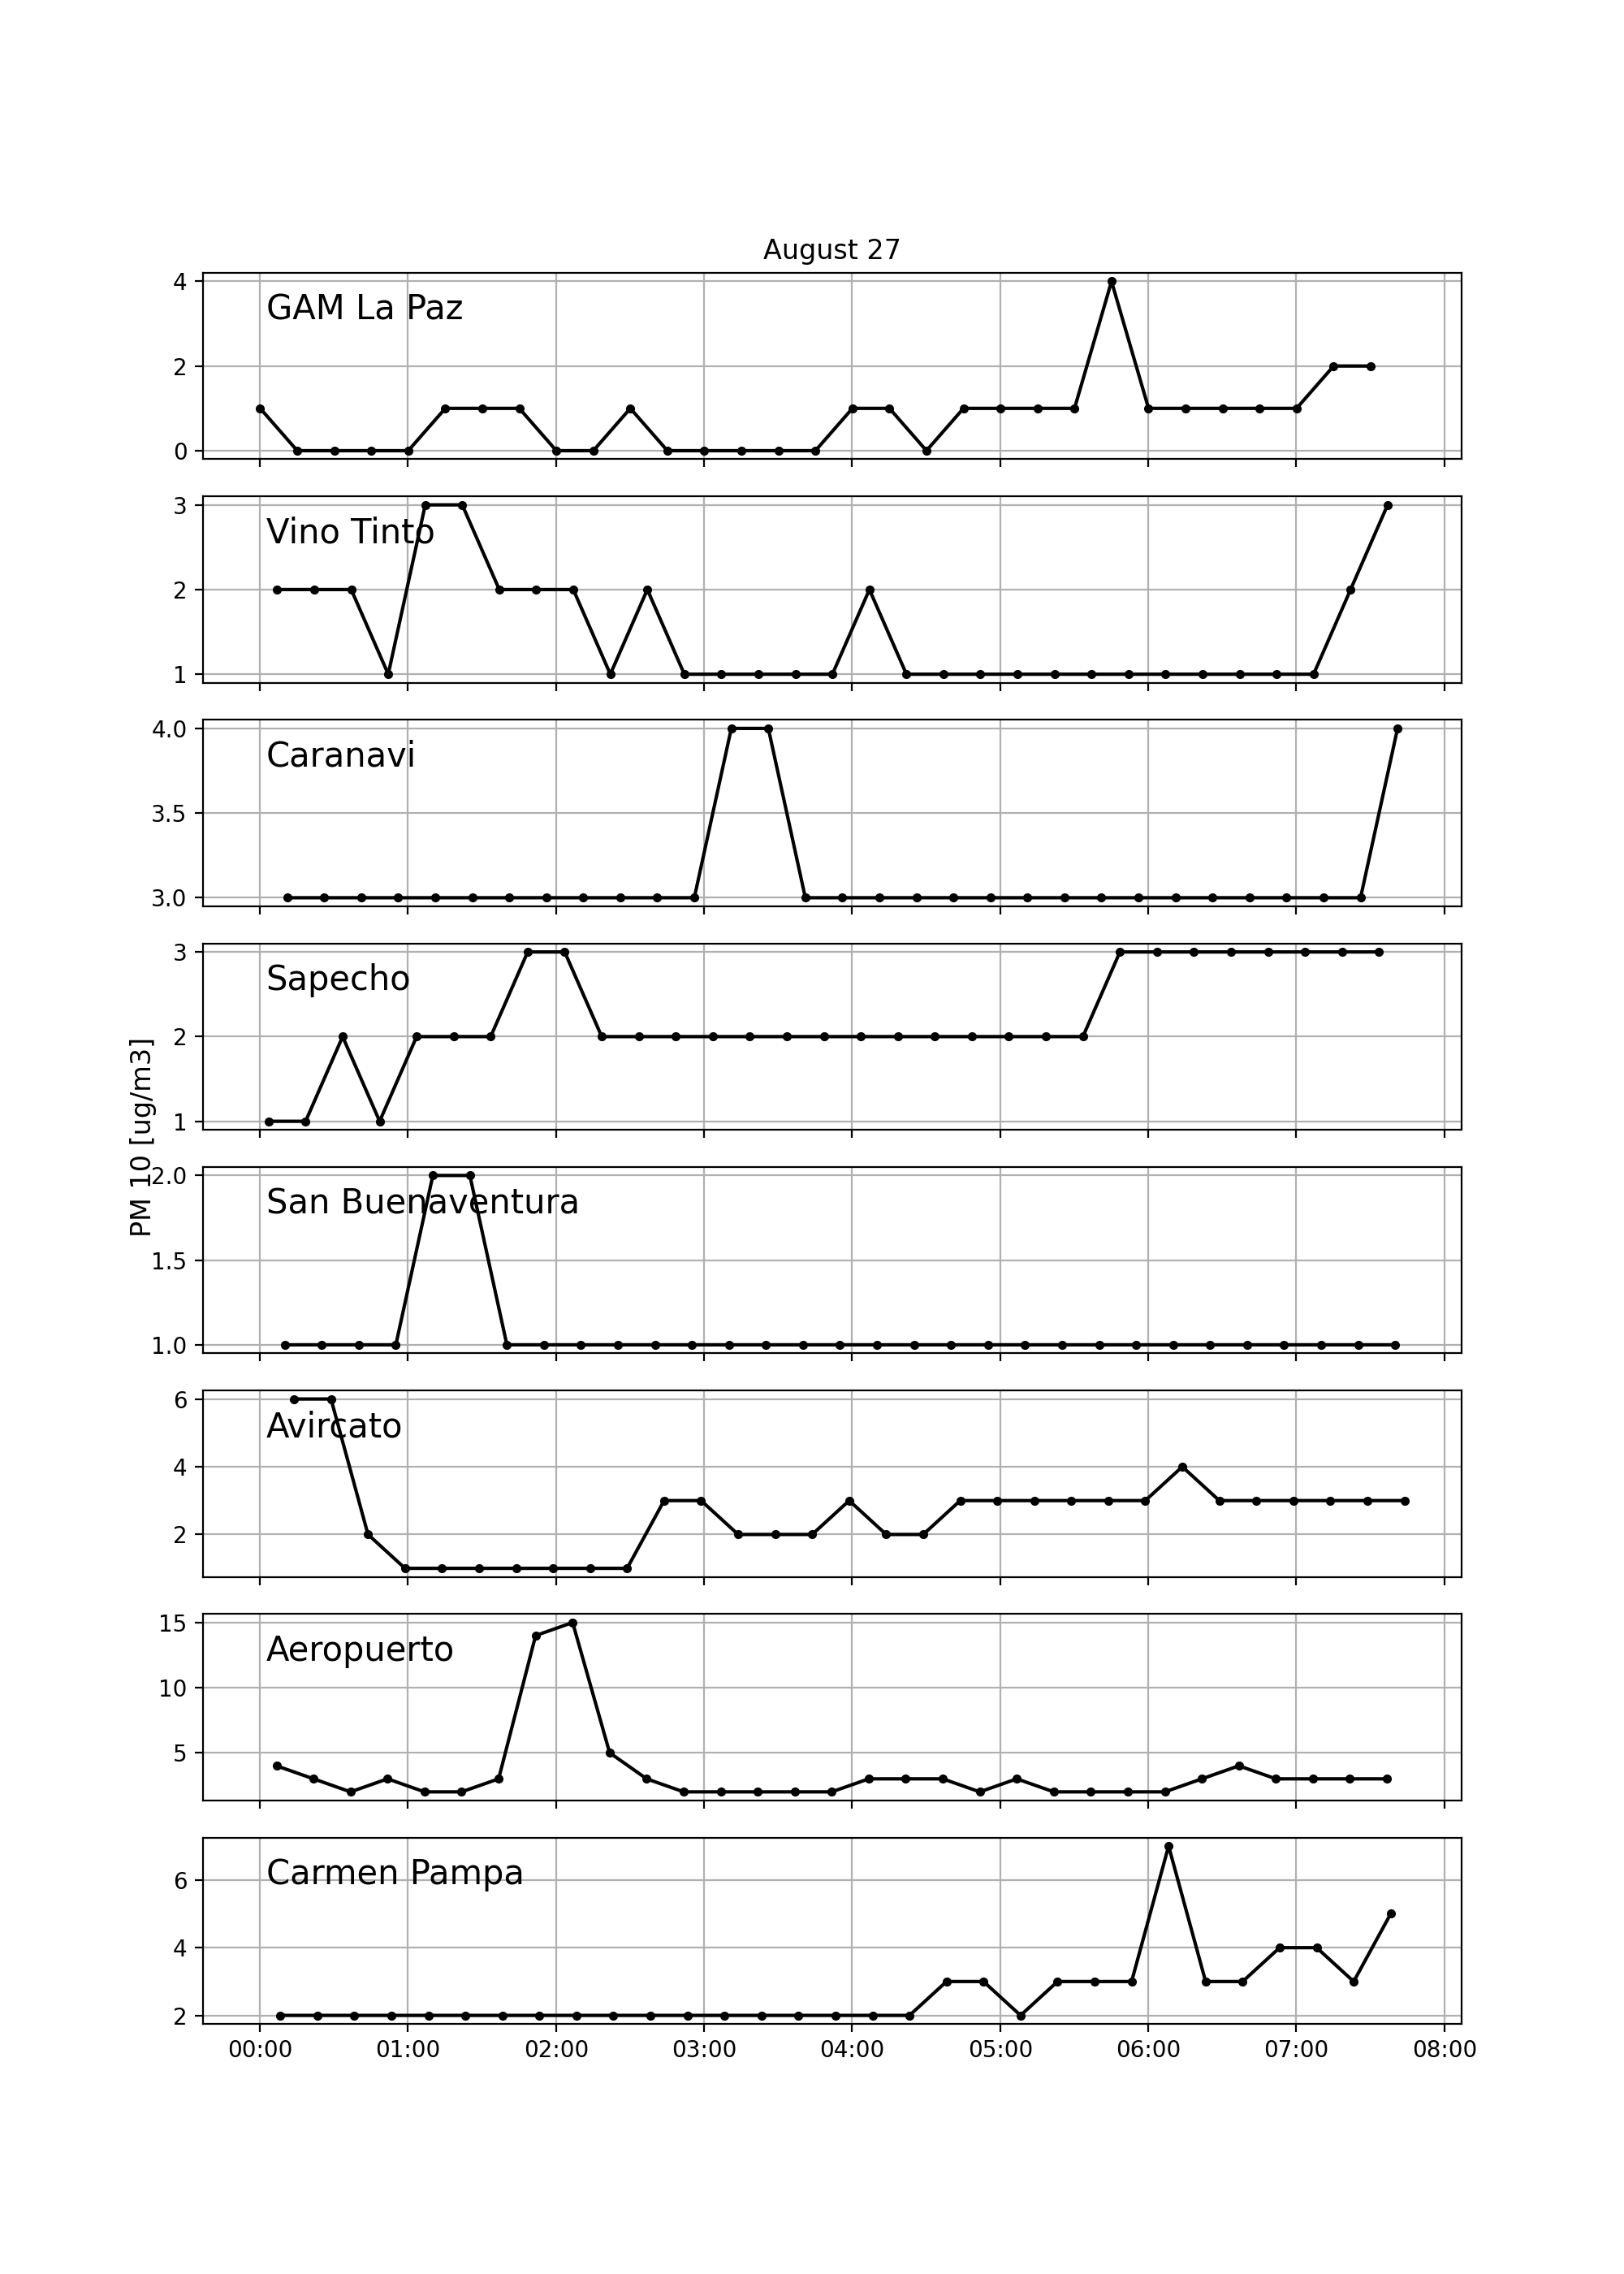 August 27
4
GAM La Paz
2
0
3
Vino Tinto
2
1
4.0
Caranavi
3.5
3.0
3
Sapecho
2
1
PM 10 [ug/m3]
2.0
San Buenaventura
1.5
1.0
6
Avircato
4
2
15
Aeropuerto
10
5
Carmen Pampa
6
4
2
00:00 01:00 02:00 03:00 04:00 05:00 06:00 07:00 08:00